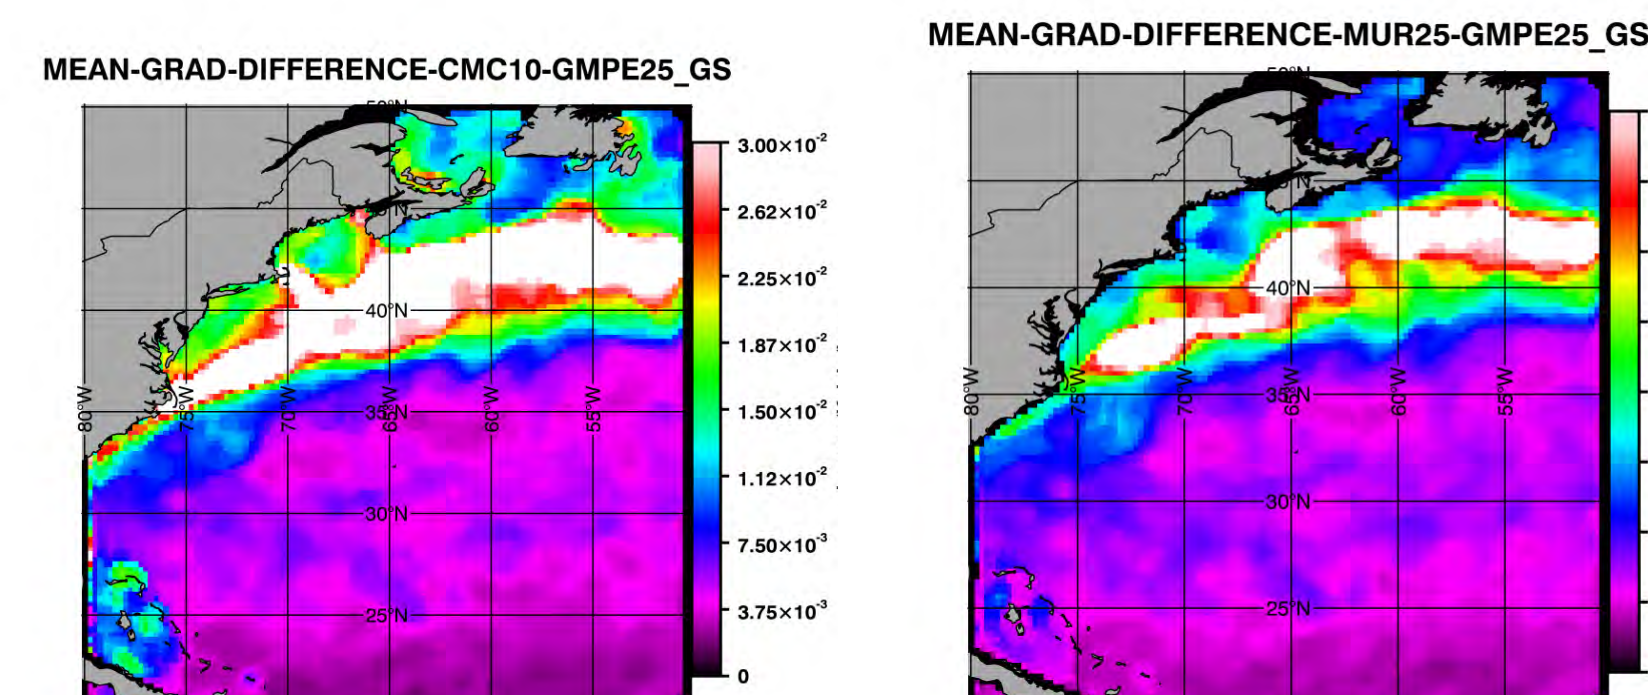 MEAN-GRAD-DIFFERENCE-CMC10-GMPE25_GS
50°N
45°N
40°N
35°N
30°N
25°N
80°W
75°W
70°W
65°W
60°W
55°W
3.00×10⁻²
2.62×10⁻²
2.25×10⁻²
1.87×10⁻²
1.50×10⁻²
1.12×10⁻²
7.50×10⁻³
3.75×10⁻³
0
MEAN-GRAD-DIFFERENCE-MUR25-GMPE25_GS
50°N
40°N
35°N
30°N
25°N
80°W
75°W
70°W
65°W
60°W
55°W